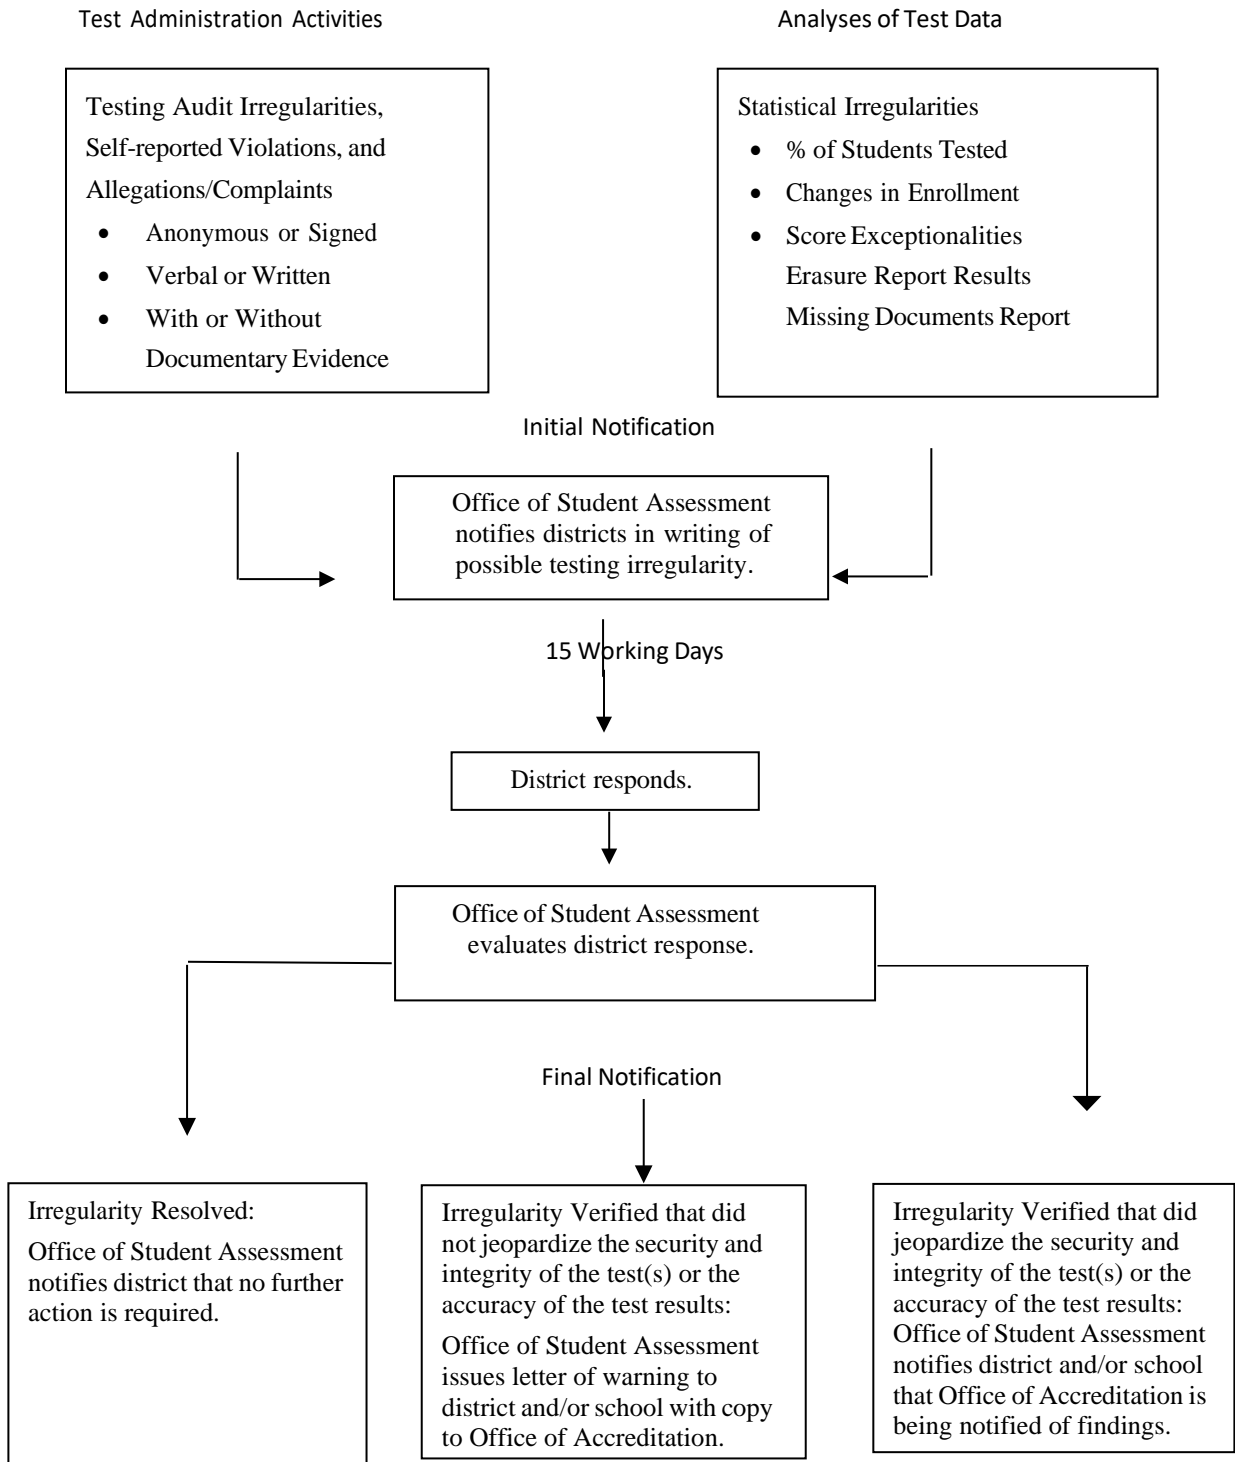 Test Administration Activities
Analyses of Test Data
Testing Audit Irregularities,
Self-reported Violations, and
Allegations/Complaints
• Anonymous or Signed
• Verbal or Written
• With or Without
Documentary Evidence
Statistical Irregularities
• % of Students Tested
• Changes in Enrollment
• Score Exceptionalities
Erasure Report Results
Missing Documents Report
Initial Notification
Office of Student Assessment
notifies districts in writing of
possible testing irregularity.
15 Working Days
District responds.
Office of Student Assessment
evaluates district response.
Final Notification
Irregularity Resolved:
Office of Student Assessment
notifies district that no further
action is required.
Irregularity Verified that did
not jeopardize the security and
integrity of the test(s) or the
accuracy of the test results:
Office of Student Assessment
issues letter of warning to
district and/or school with copy
to Office of Accreditation.
Irregularity Verified that did
jeopardize the security and
integrity of the test(s) or the
accuracy of the test results:
Office of Student Assessment
notifies district and/or school
that Office of Accreditation is
being notified of findings.